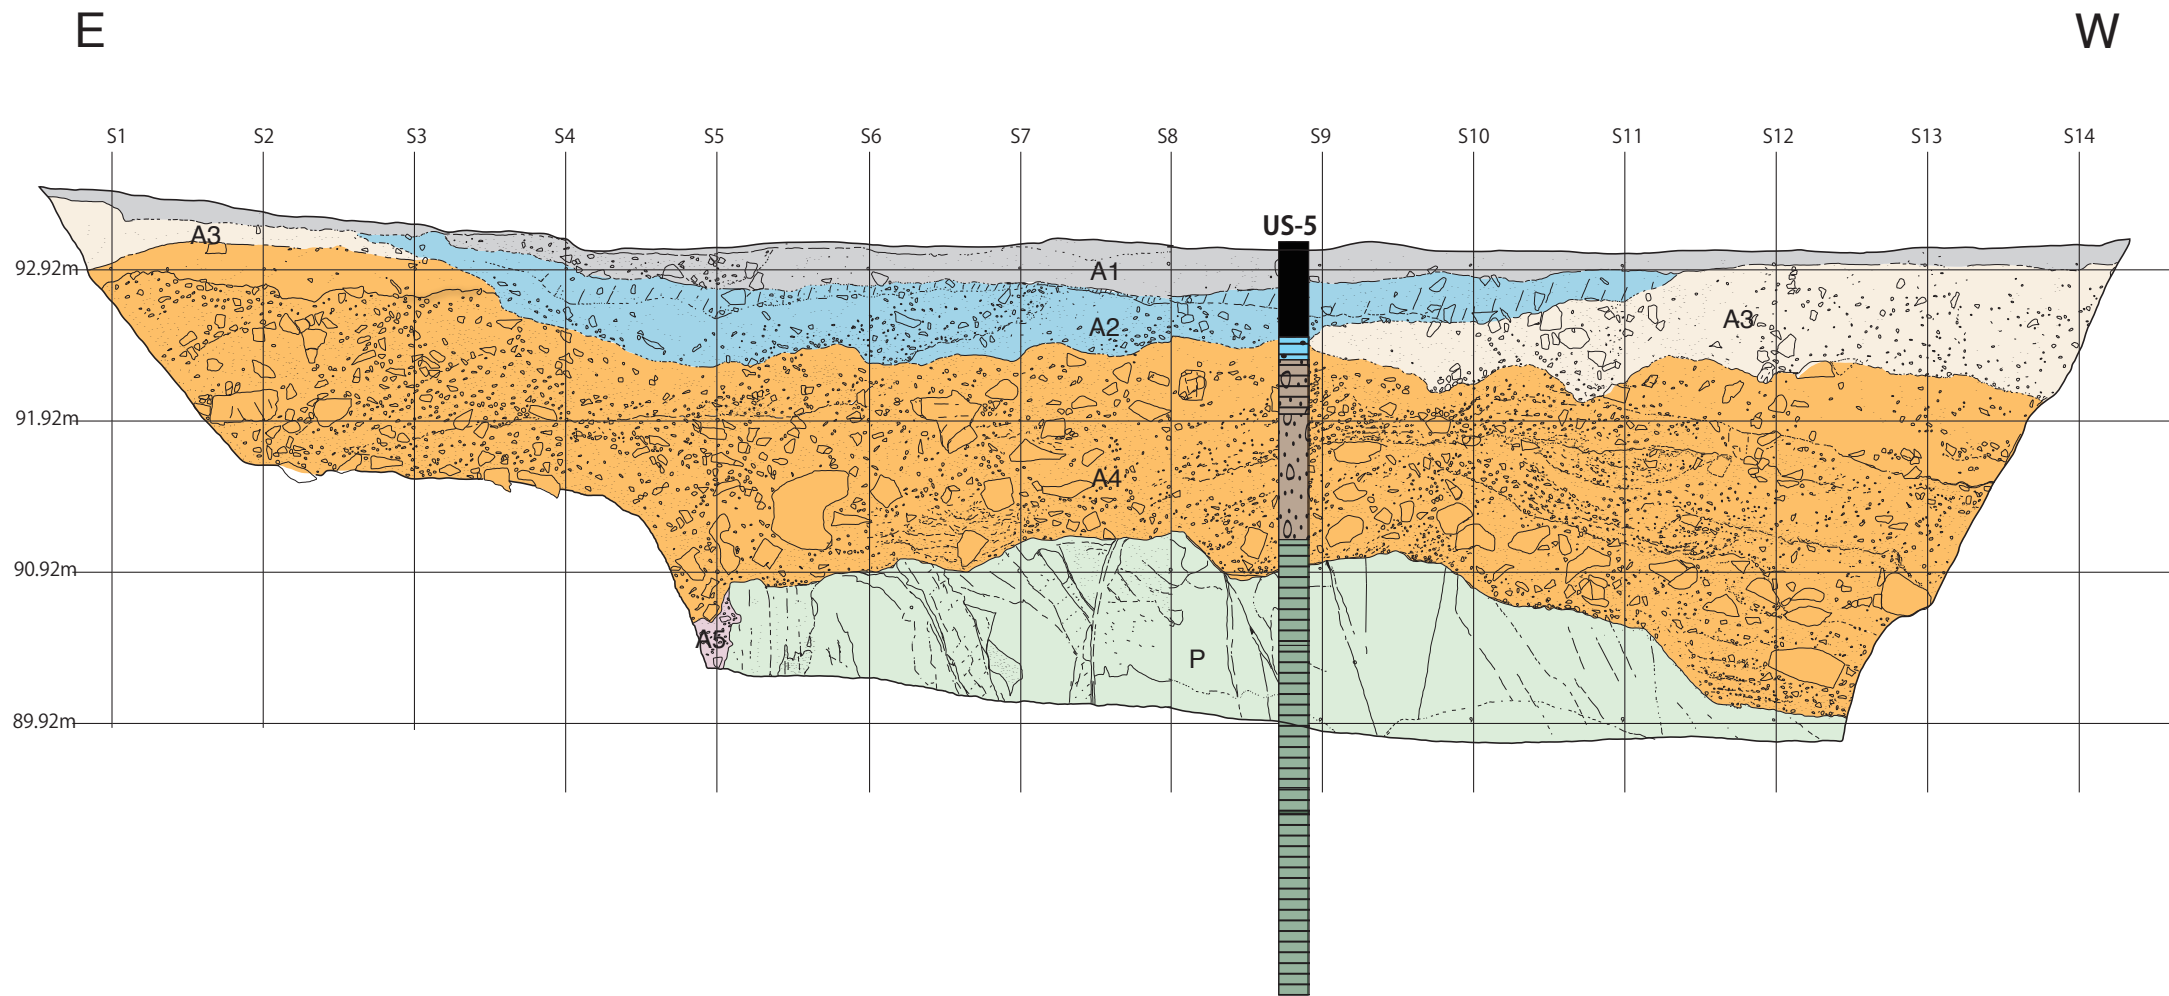 E W
S1 S2 S3 S4 S5 S6 S7 S8 S9 S10 S11 S12 S13 S14
US-5
A3
92.92m
A1
A2
A3
91.92m
A4
90.92m
A5
P
89.92m